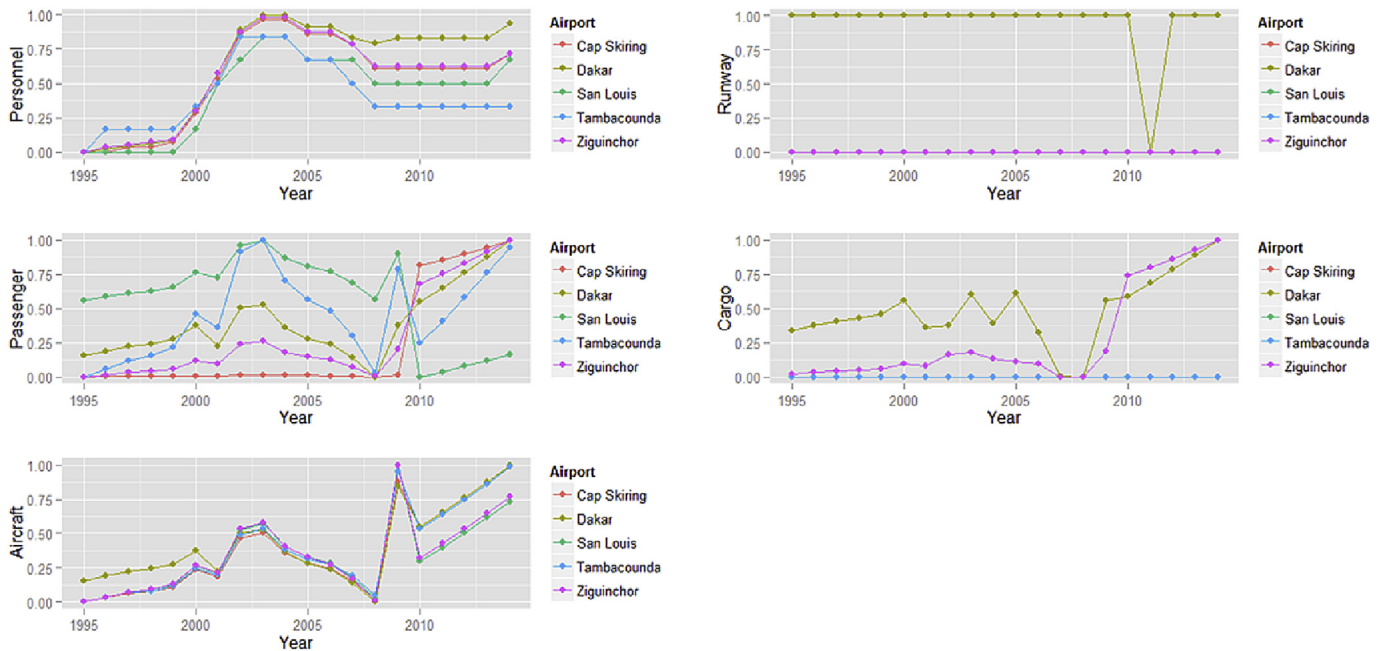 Personnel
1.00
0.75
0.50
0.25
0.00
1995 2000 2005 2010
Year
Airport
Cap Skiring
Dakar
San Louis
Tambacounda
Ziguinchor
Runway
1.00
0.75
0.50
0.25
0.00
1995 2000 2005 2010
Year
Airport
Cap Skiring
Dakar
San Louis
Tambacounda
Ziguinchor
Passenger
1.00
0.75
0.50
0.25
0.00
1995 2000 2005 2010
Year
Airport
Cap Skiring
Dakar
San Louis
Tambacounda
Ziguinchor
Cargo
1.00
0.75
0.50
0.25
0.00
1995 2000 2005 2010
Year
Airport
Cap Skiring
Dakar
San Louis
Tambacounda
Ziguinchor
Aircraft
1.00
0.75
0.50
0.25
0.00
1995 2000 2005 2010
Year
Airport
Cap Skiring
Dakar
San Louis
Tambacounda
Ziguinchor